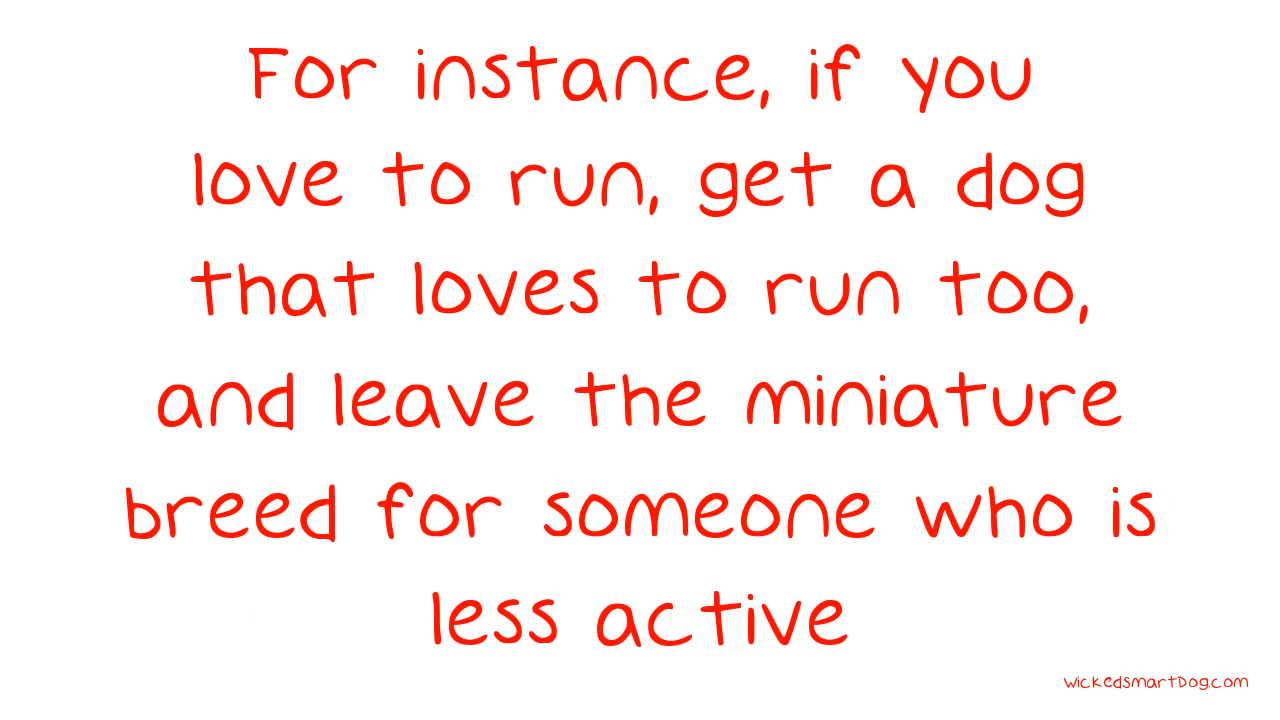 For instance, if you
love to run, get a dog
that loves to run too,
and leave the miniature
breed for someone who is
less active
wickedsmartDog.com